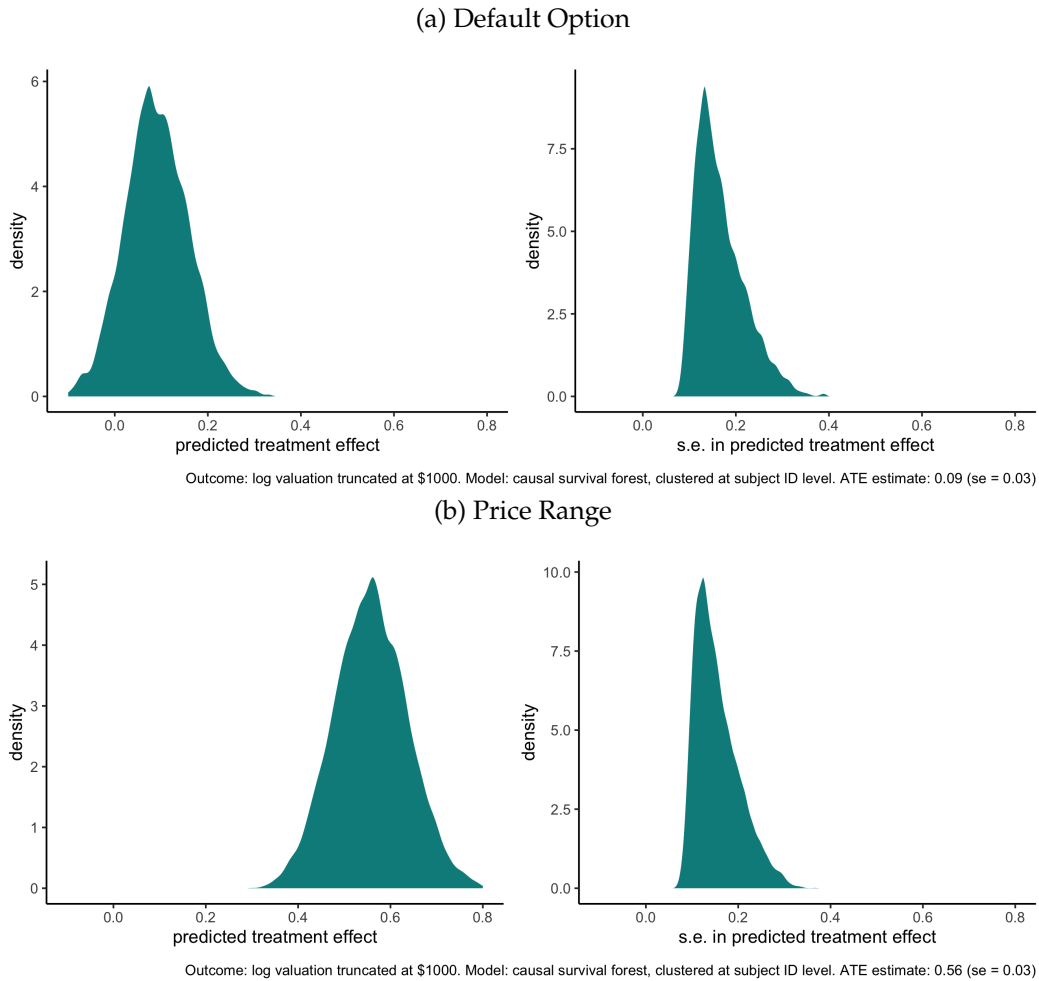 (a) Default Option
6
4
2
0
density
0.0 0.2 0.4 0.6 0.8
predicted treatment effect
7.5
5.0
2.5
0.0
density
0.0 0.2 0.4 0.6 0.8
s.e. in predicted treatment effect
Outcome: log valuation truncated at $1000. Model: causal survival forest, clustered at subject ID level. ATE estimate: 0.09 (se = 0.03)
(b) Price Range
5
4
3
2
1
0
density
0.0 0.2 0.4 0.6 0.8
predicted treatment effect
10.0
7.5
5.0
2.5
0.0
density
0.0 0.2 0.4 0.6 0.8
s.e. in predicted treatment effect
Outcome: log valuation truncated at $1000. Model: causal survival forest, clustered at subject ID level. ATE estimate: 0.56 (se = 0.03)